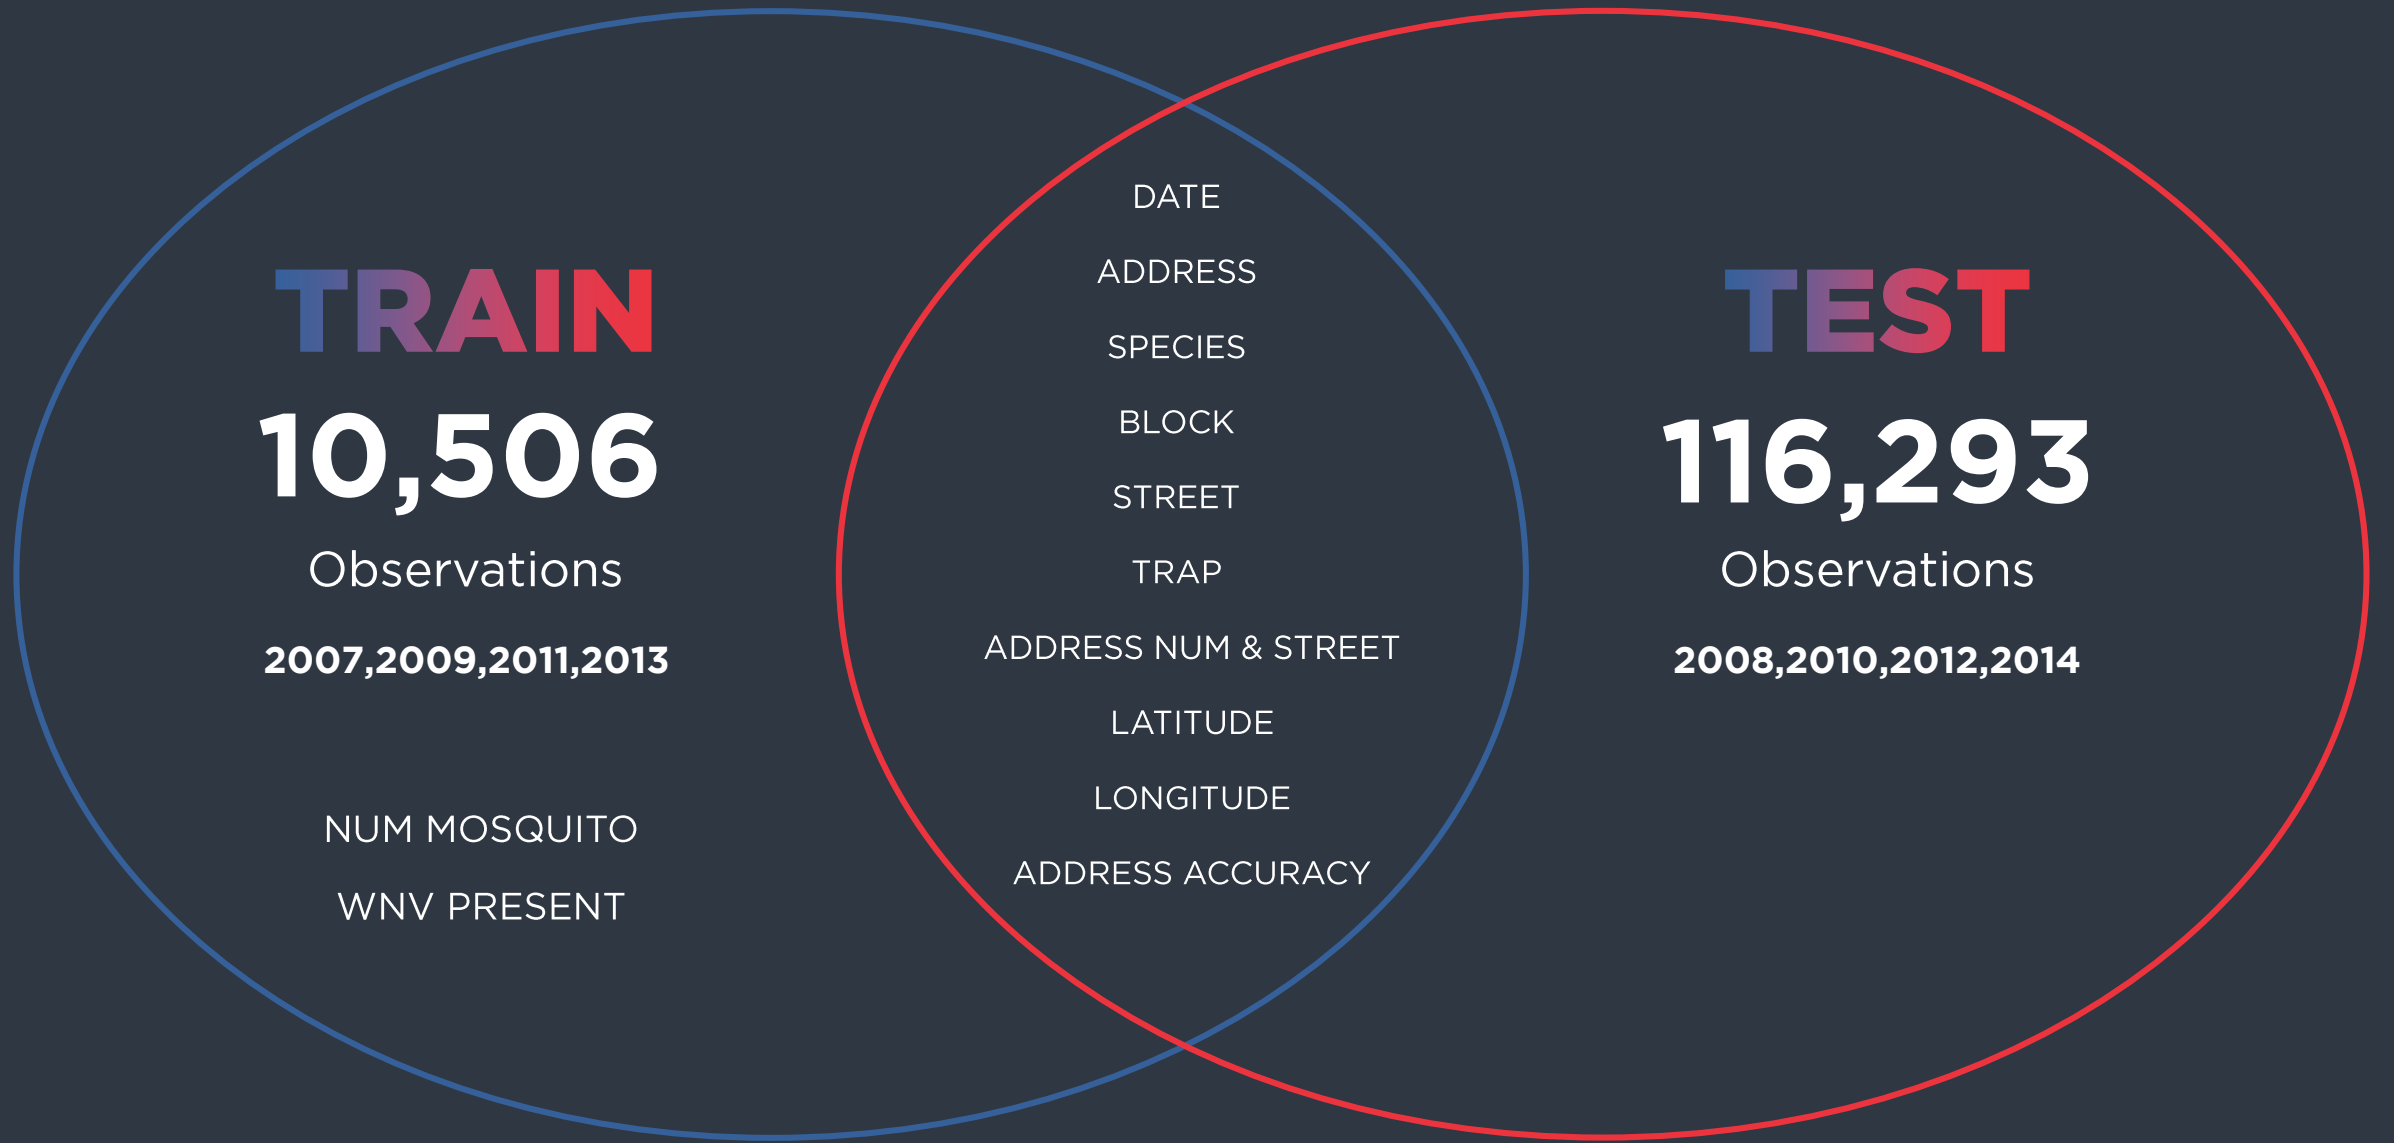 TRAIN
10,506
Observations
2007,2009,2011,2013
NUM MOSQUITO
WNV PRESENT
DATE
ADDRESS
SPECIES
BLOCK
STREET
TRAP
ADDRESS NUM & STREET
LATITUDE
LONGITUDE
ADDRESS ACCURACY
TEST
116,293
Observations
2008,2010,2012,2014